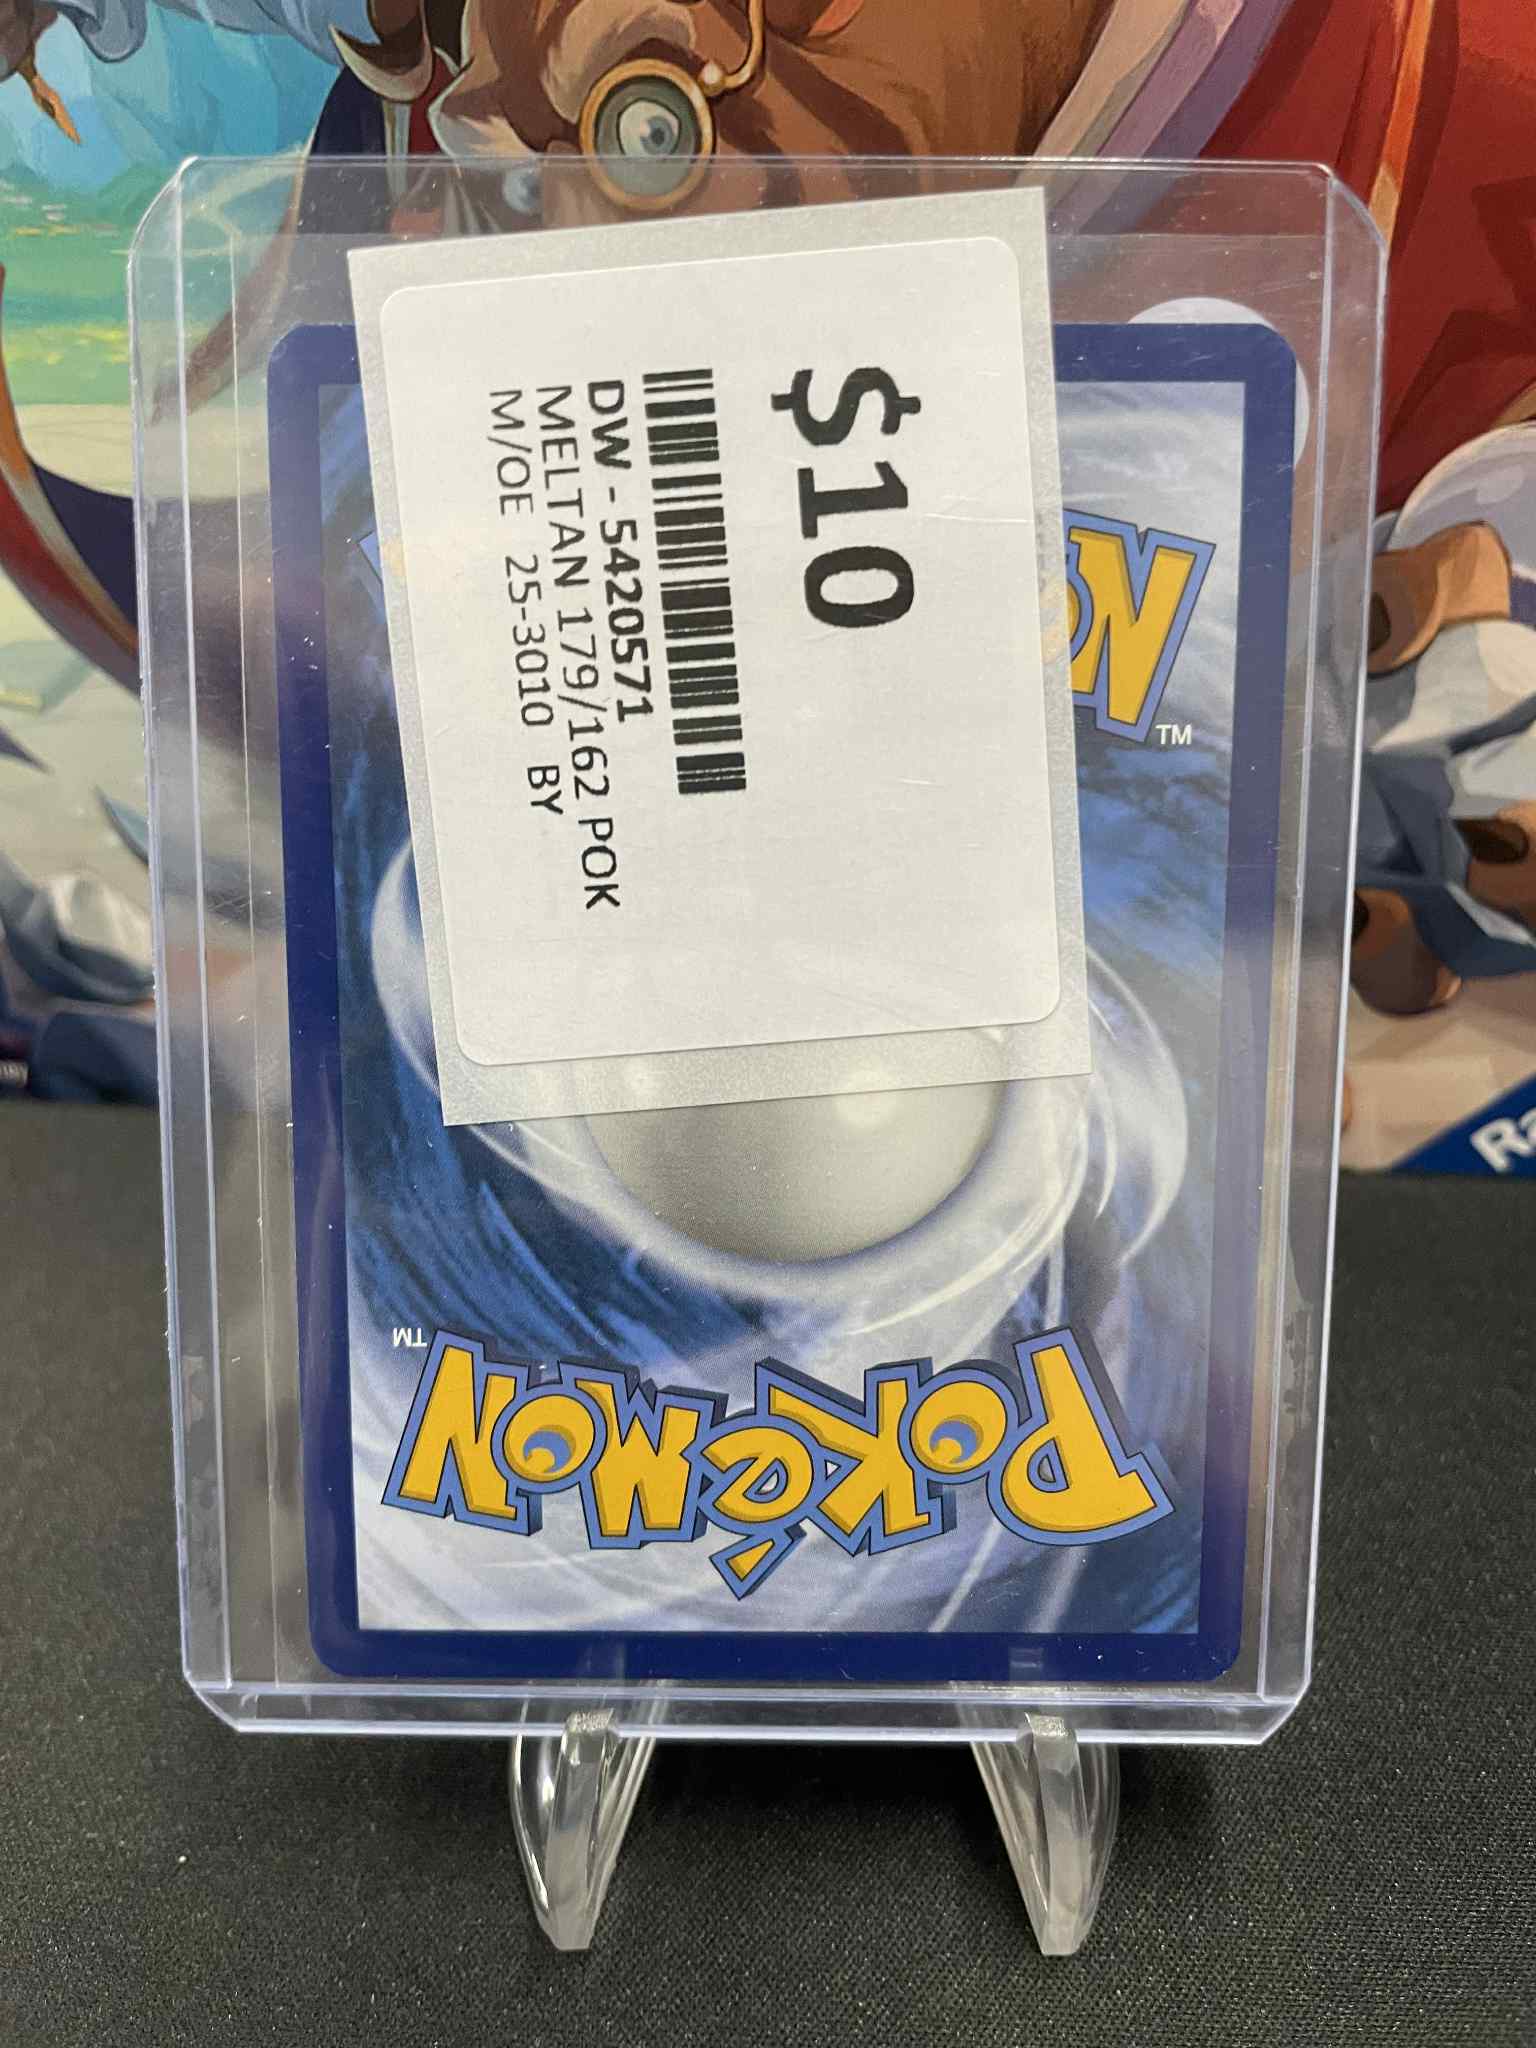 $10
DW - 5420571
MELTAN 179/162 POK
M/OE 25-3010 BY
TM
POKéMON
TM